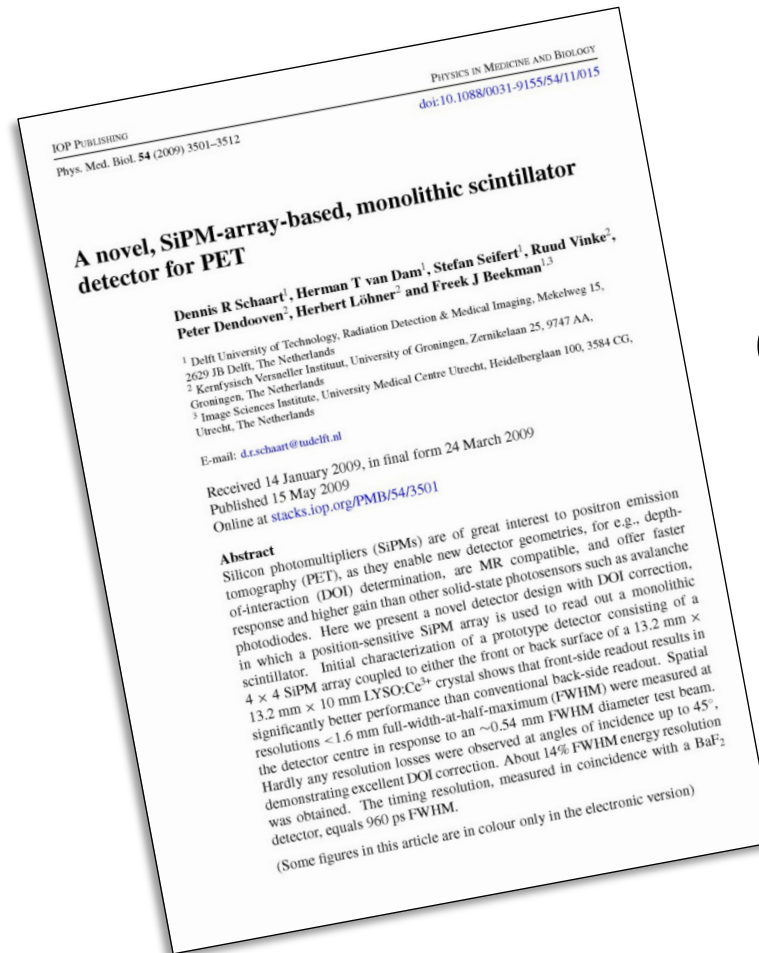 IOP PUBLISHING
PHYSICS IN MEDICINE AND BIOLOGY
Phys. Med. Biol. 54 (2009) 3501–3512
doi:10.1088/0031-9155/54/11/015
A novel, SiPM-array-based, monolithic scintillator
detector for PET
Dennis R Schaart¹, Herman T van Dam¹, Stefan Seifert¹, Ruud Vinke²,
Peter Dendooven², Herbert Löhner² and Freek J Beekman¹,³
¹ Delft University of Technology, Radiation Detection & Medical Imaging, Mekelweg 15,
2629 JB Delft, The Netherlands
² Kernfysisch Versneller Instituut, University of Groningen, Zernikelaan 25, 9747 AA,
Groningen, The Netherlands
³ Image Sciences Institute, University Medical Centre Utrecht, Heidelberglaan 100, 3584 CG,
Utrecht, The Netherlands
E-mail: d.r.schaart@tudelft.nl
Received 14 January 2009, in final form 24 March 2009
Published 15 May 2009
Online at stacks.iop.org/PMB/54/3501
Abstract
Silicon photomultipliers (SiPMs) are of great interest to positron emission
tomography (PET), as they enable new detector geometries, for e.g., depth-
of-interaction (DOI) determination, are MR compatible, and offer faster
response and higher gain than other solid-state photosensors such as avalanche
photodiodes. Here we present a novel detector design with DOI correction,
in which a position-sensitive SiPM array is used to read out a monolithic
scintillator. Initial characterization of a prototype detector consisting of a
4 × 4 SiPM array coupled to either the front or back surface of a 13.2 mm ×
13.2 mm × 10 mm LYSO:Ce³⁺ crystal shows that front-side readout results in
significantly better performance than conventional back-side readout. Spatial
resolutions <1.6 mm full-width-at-half-maximum (FWHM) were measured at
the detector centre in response to an ~0.54 mm FWHM diameter test beam.
Hardly any resolution losses were observed at angles of incidence up to 45°,
demonstrating excellent DOI correction. About 14% FWHM energy resolution
was obtained. The timing resolution, measured in coincidence with a BaF₂
detector, equals 960 ps FWHM.
(Some figures in this article are in colour only in the electronic version)